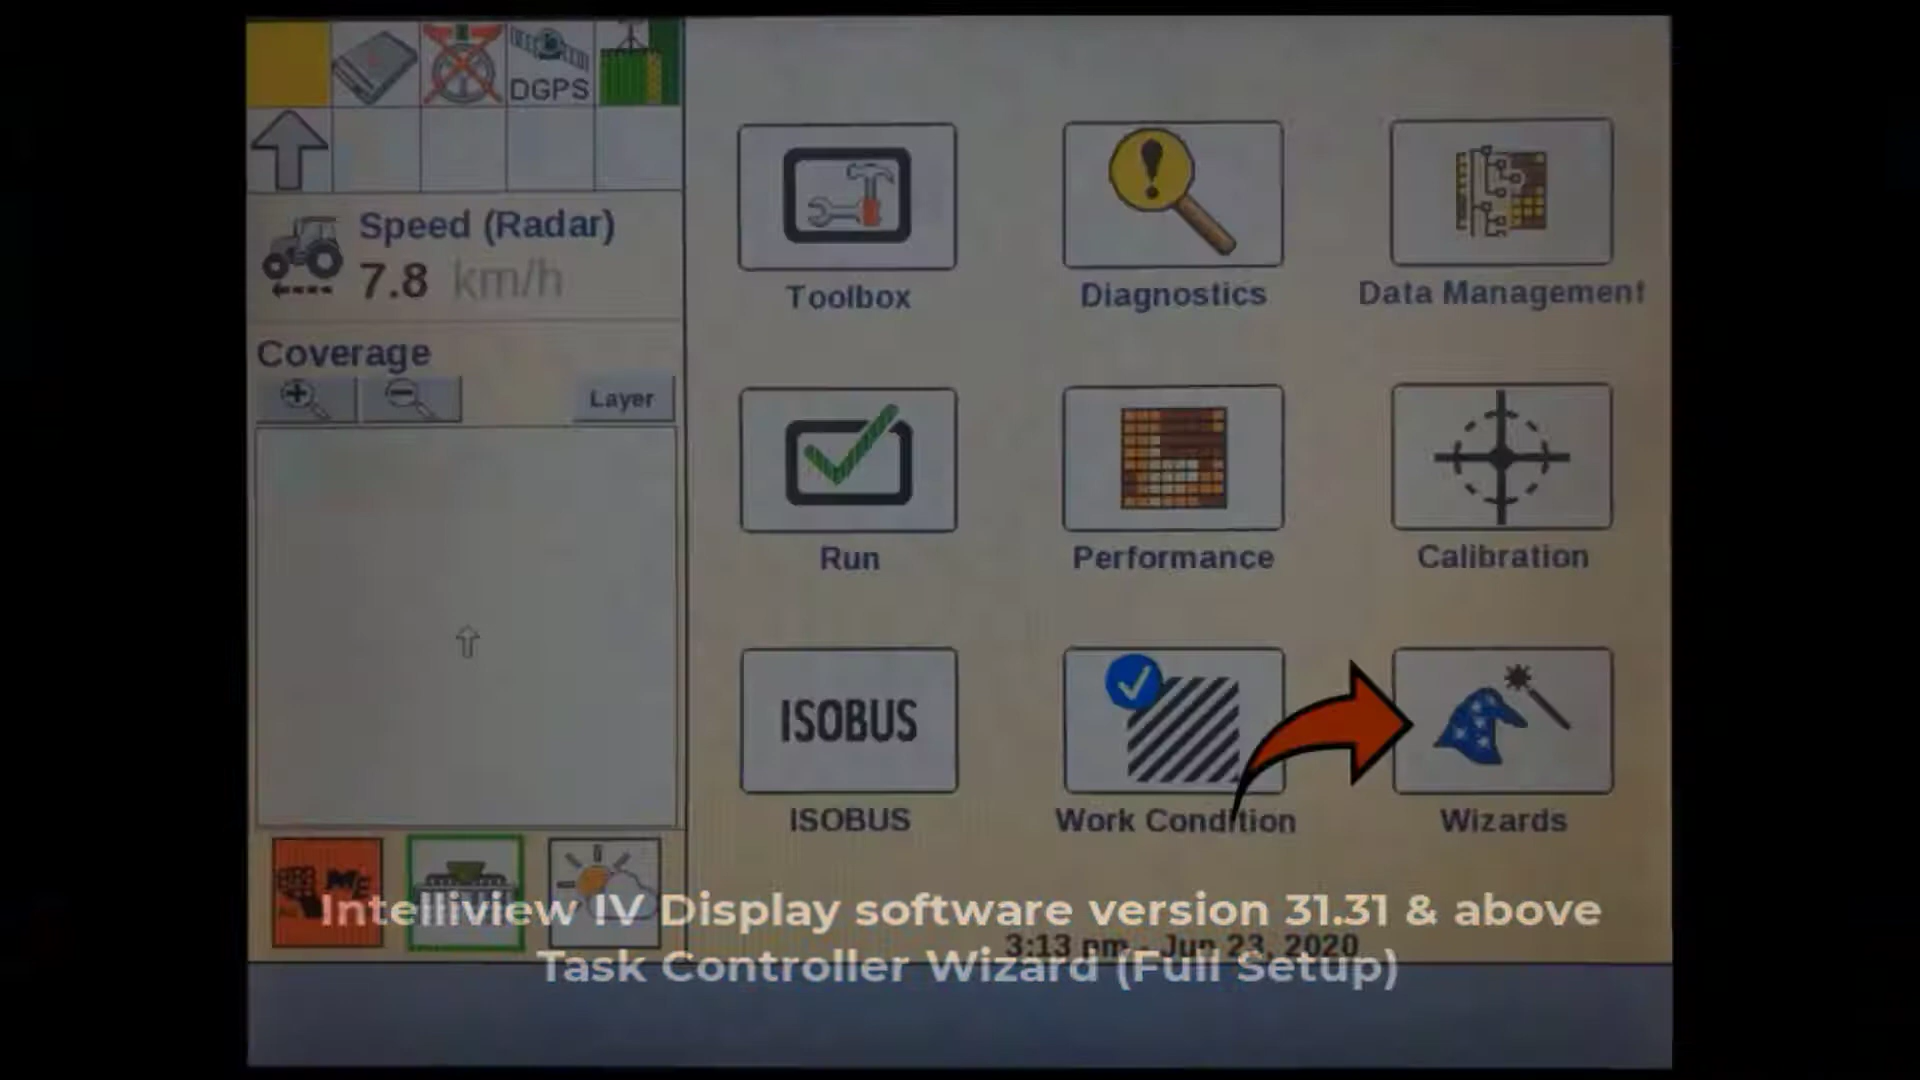 DGPS
Speed (Radar)
7.8 km/h
Coverage
Layer
Toolbox
Diagnostics
Data Management
Run
Performance
Calibration
ISOBUS
ISOBUS
Work Condition
Wizards
3:13 pm - Jun 23, 2020
Intelliview IV Display software version 31.31 & above
Task Controller Wizard (Full Setup)